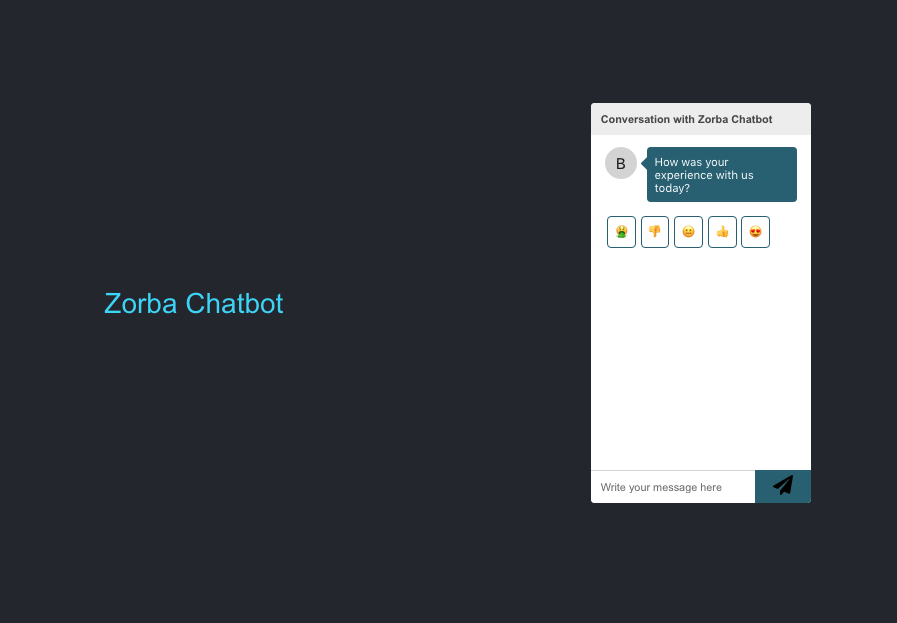 Zorba Chatbot
Conversation with Zorba Chatbot
B
How was your
experience with us
today?
Write your message here